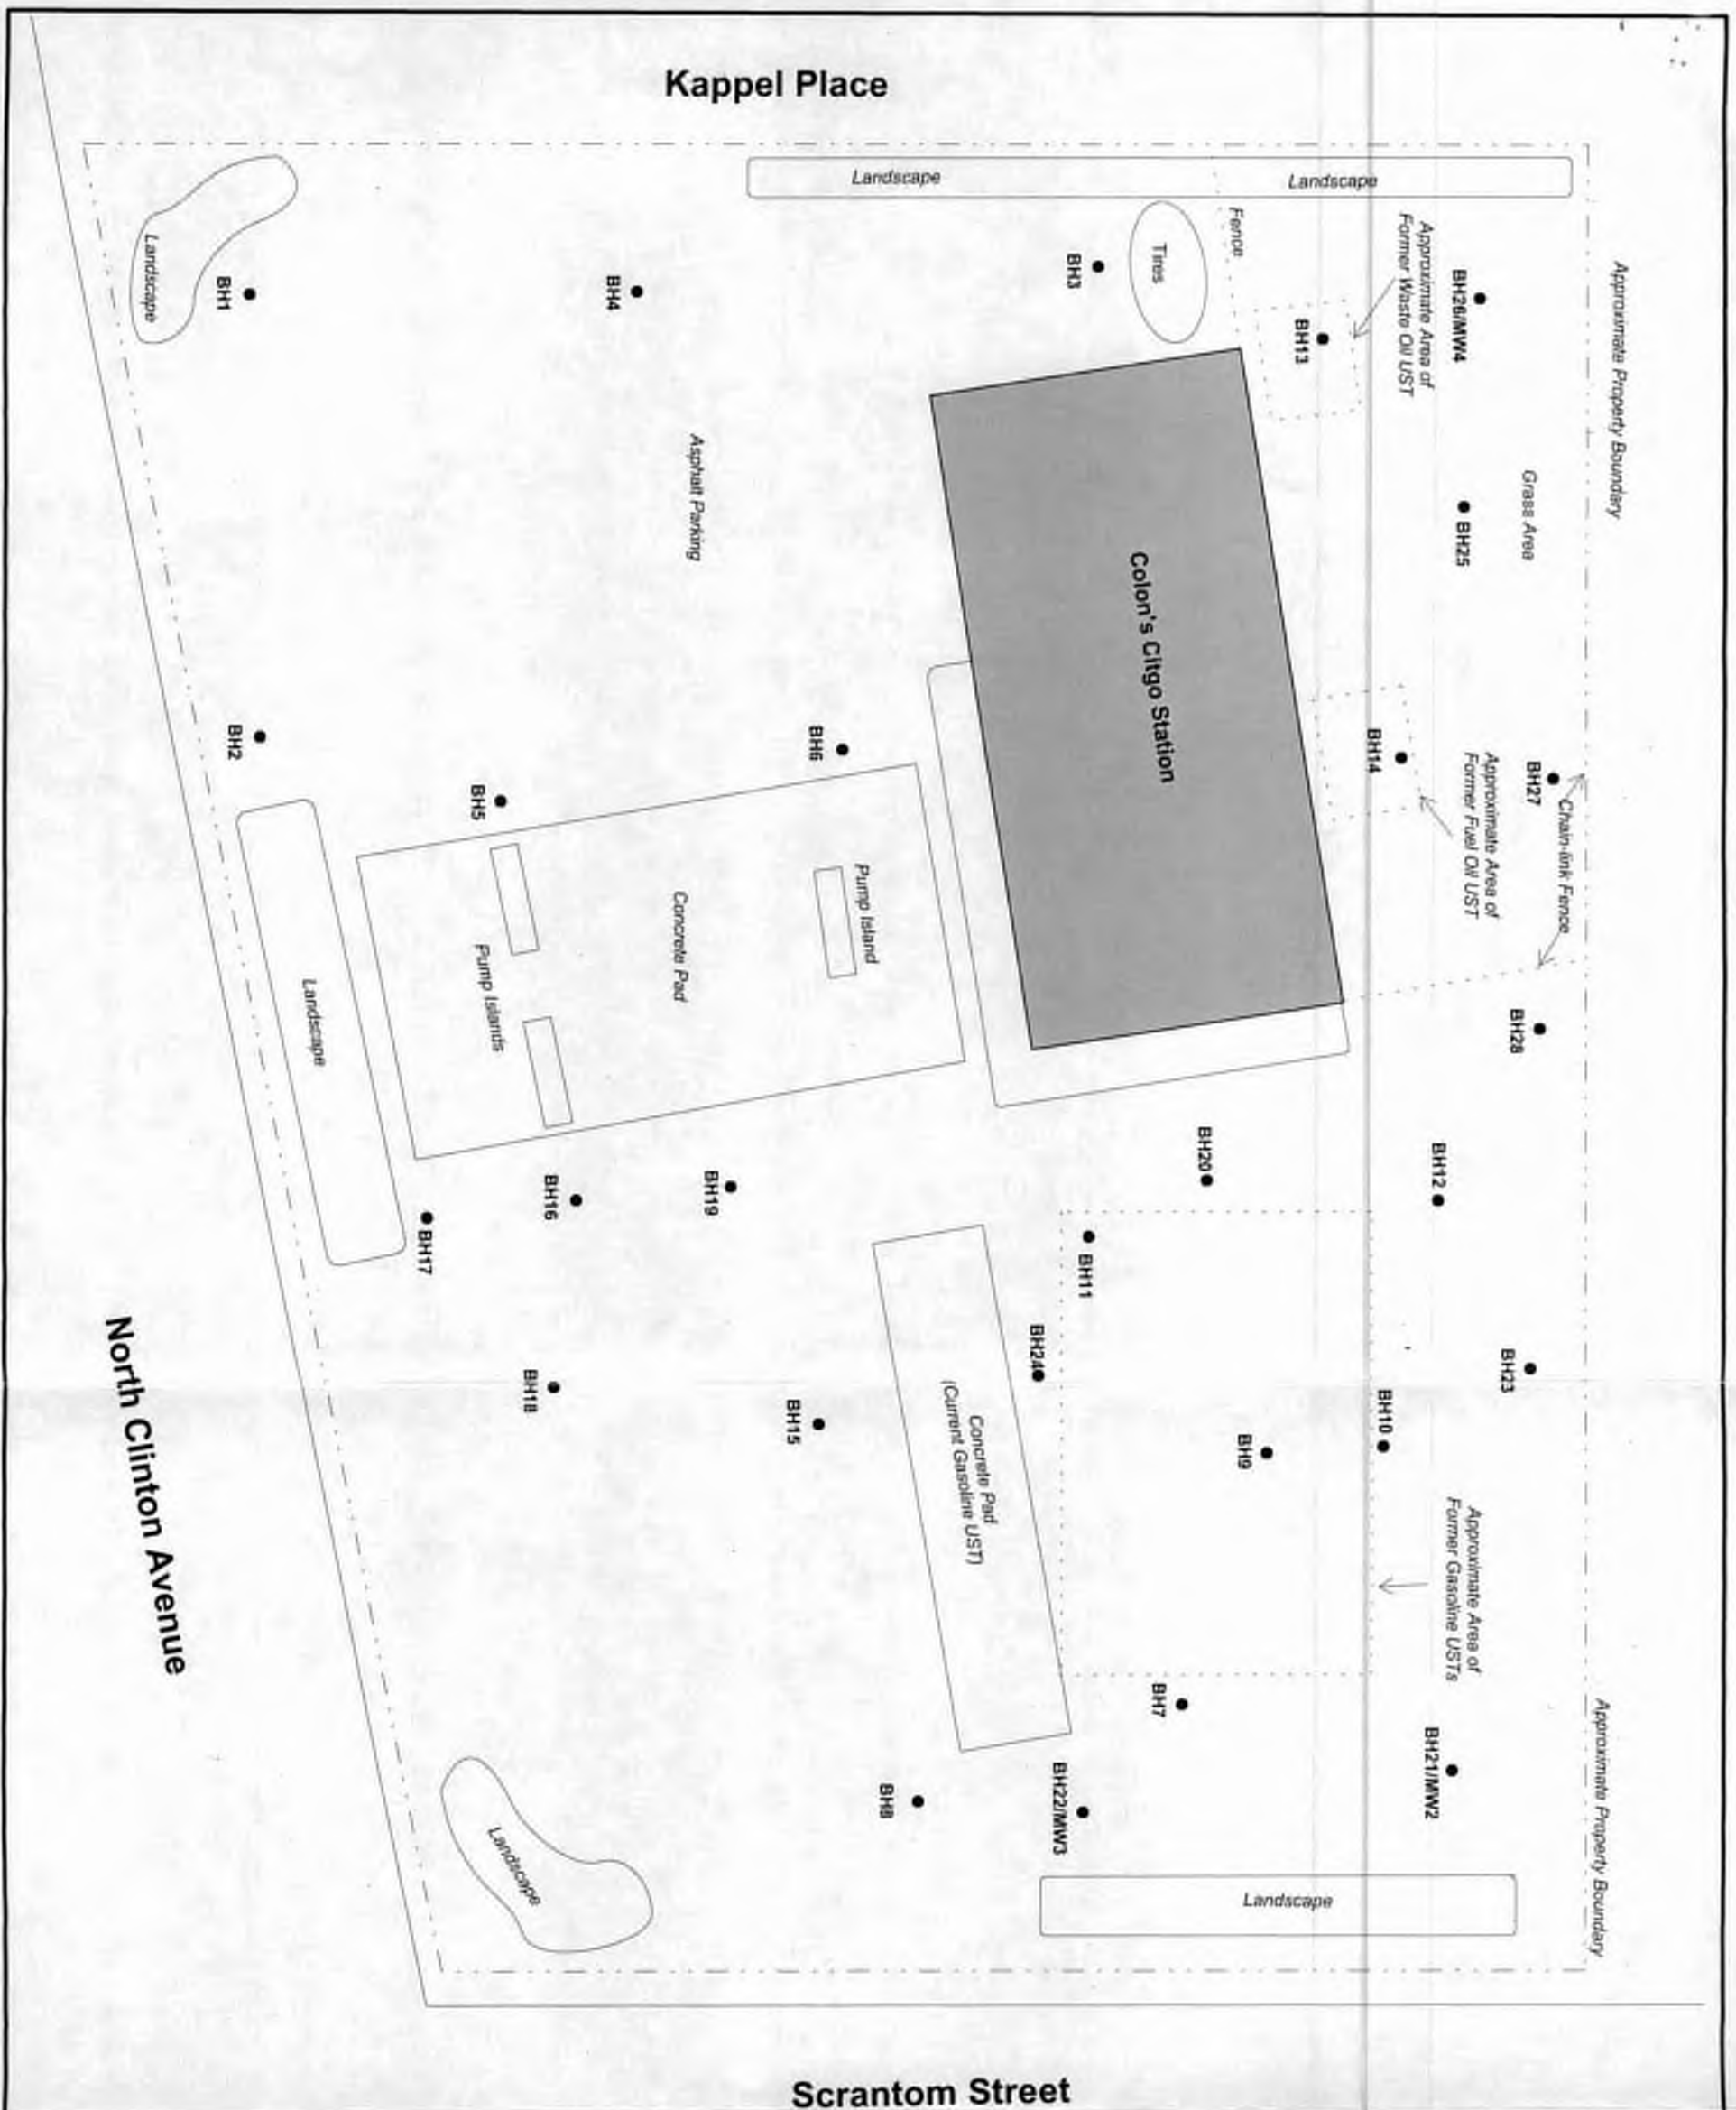 Kappel Place
Landscape
Landscape
Landscape
BH1
BH4
BH3
Tires
Fence
BH13
Approximate Area of
Former Waste Oil UST
BH26/MW4
Approximate Property Boundary
Grass Area
BH25
Asphalt Parking
Colon's Citgo Station
BH2
BH5
BH6
BH14
Approximate Area of
Former Fuel Oil UST
BH27
Chain-link Fence
Pump Island
Concrete Pad
Pump Islands
Landscape
BH28
BH20
BH12
BH19
BH16
BH17
BH11
BH24
BH23
BH18
BH15
BH10
BH9
Concrete Pad
(Current Gasoline UST)
Approximate Area of
Former Gasoline USTs
North Clinton Avenue
BH7
BH21/MW2
BH22/MW3
BH8
Approximate Property Boundary
Landscape
Landscape
Scrantom Street